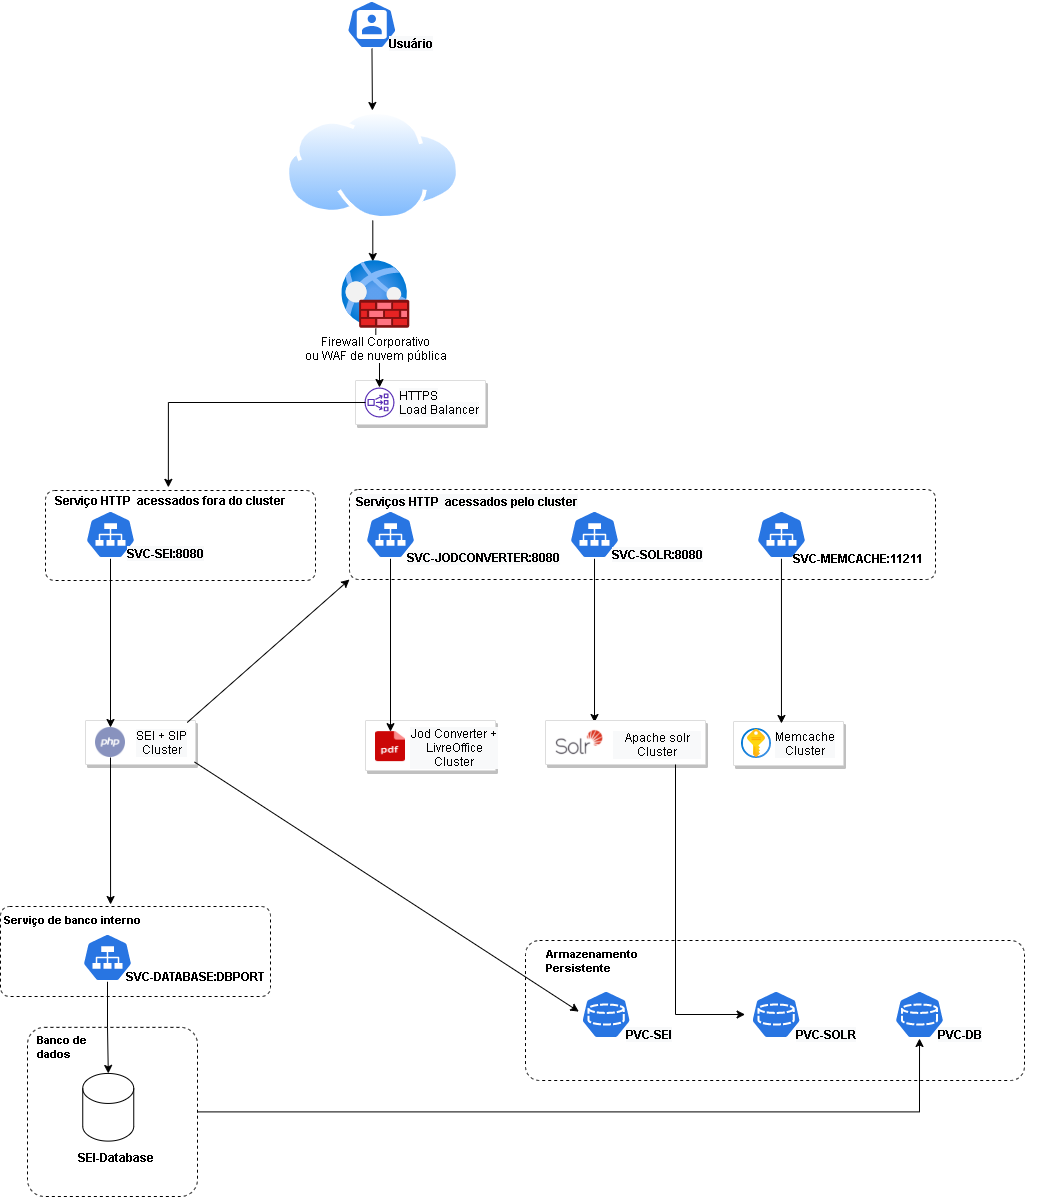 Usuário
Firewall Corporativo
ou WAF de nuvem pública
HTTPS
Load Balancer
Serviço HTTP  acessados fora do cluster
SVC-SEI:8080
Serviços HTTP  acessados pelo cluster
SVC-JODCONVERTER:8080
SVC-SOLR:8080
SVC-MEMCACHE:11211
php
SEI + SIP
Cluster
pdf
Jod Converter +
LivreOffice
Cluster
Solr
Apache solr
Cluster
Memcache
Cluster
Serviço de banco interno
SVC-DATABASE:DBPORT
Armazenamento
Persistente
PVC-SEI
PVC-SOLR
PVC-DB
Banco de
dados
SEI-Database